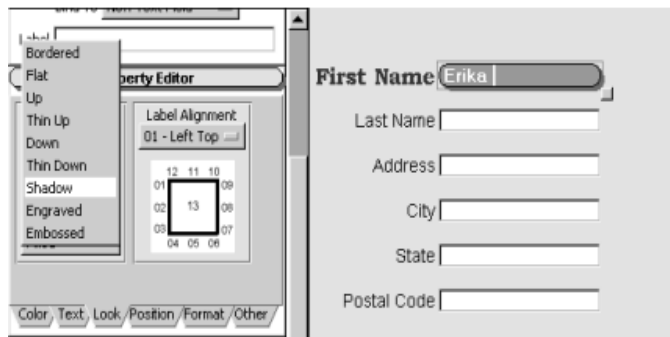 Label
Bordered
Flat
Up
Thin Up
Down
Thin Down
Shadow
Engraved
Embossed
perty Editor
Label Alignment
01 - Left Top
12 11 10
01 09
02 13 08
03 07
04 05 06
Color Text Look Position Format Other
First Name Erika
Last Name
Address
City
State
Postal Code